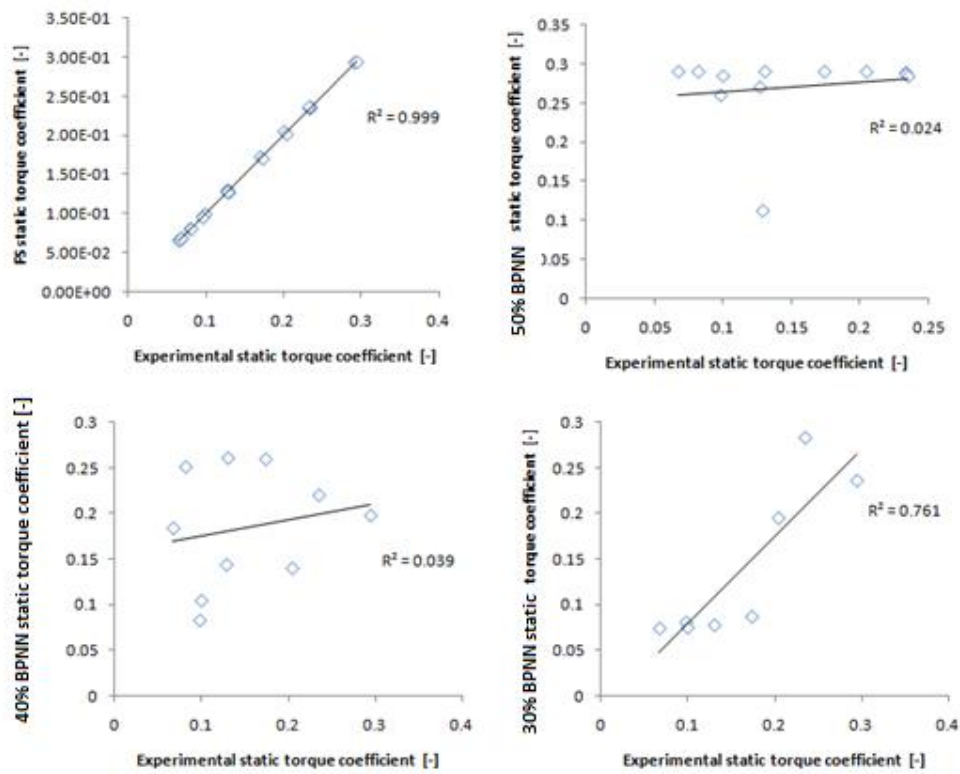 FS static torque coefficient [-]
3.50E-01
3.00E-01
2.50E-01
2.00E-01
1.50E-01
1.00E-01
5.00E-02
0.00E+00
R² = 0.999
0 0.1 0.2 0.3 0.4
Experimental static torque coefficient [-]
50% BPNN static torque coefficient [-]
0.35
0.3
0.25
0.2
0.15
0.1
0.05
0
R² = 0.024
0 0.05 0.1 0.15 0.2 0.25
Experimental static torque coefficient [-]
40% BPNN static torque coefficient [-]
0.3
0.25
0.2
0.15
0.1
0.05
0
R² = 0.039
0 0.1 0.2 0.3 0.4
Experimental static torque coefficient [-]
30% BPNN static torque coefficient [-]
0.3
0.25
0.2
0.15
0.1
0.05
0
R² = 0.761
0 0.1 0.2 0.3 0.4
Experimental static torque coefficient [-]